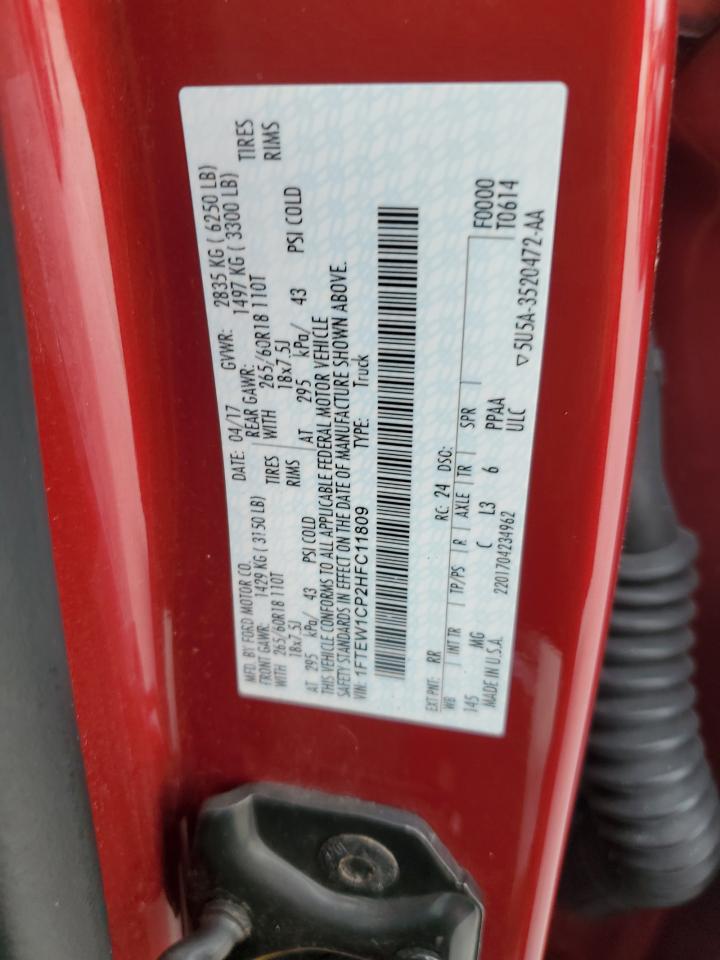 MFD. BY FORD MOTOR CO.
DATE: 04/17 GVWR: 2835 KG ( 6250 LB)
FRONT GAWR: 1429 KG ( 3150 LB) REAR GAWR: 1497 KG ( 3300 LB)
WITH 265/60R18 110T TIRES WITH 265/60R18 110T TIRES
18x7.5J RIMS 18x7.5J RIMS
AT 295 kPa/ 43 PSI COLD AT 295 kPa/ 43 PSI COLD
THIS VEHICLE CONFORMS TO ALL APPLICABLE FEDERAL MOTOR VEHICLE
SAFETY STANDARDS IN EFFECT ON THE DATE OF MANUFACTURE SHOWN ABOVE.
VIN: 1FTEW1CP2HFC11809 TYPE: Truck
EXT PNT: RR RC: 24 DSO: F0000
WB INT TR TP/PS R AXLE TR SPR T0614
145 MG C L3 6 PPAA
MADE IN U.S.A. 2201704234962 ULC
▽5U5A-3520472-AA